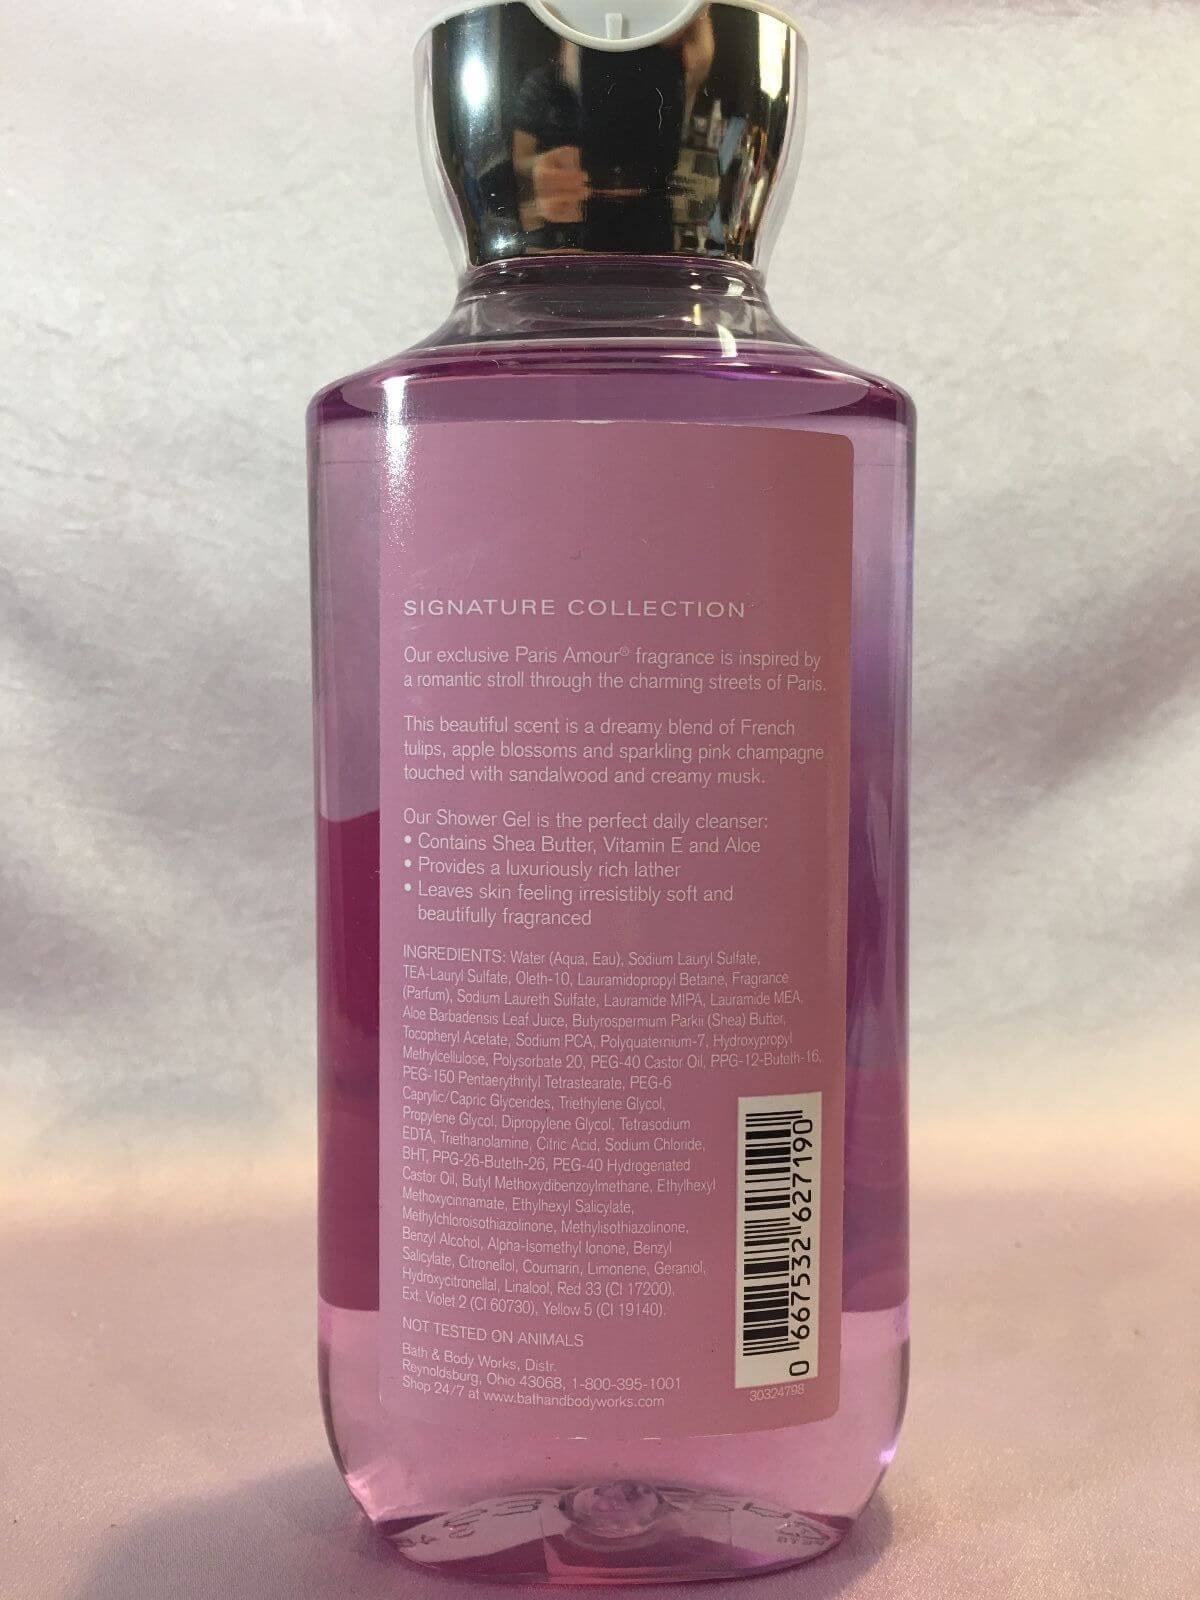 SIGNATURE COLLECTION
Our exclusive Paris Amour® fragrance is inspired by
a romantic stroll through the charming streets of Paris.
This beautiful scent is a dreamy blend of French
tulips, apple blossoms and sparkling pink champagne
touched with sandalwood and creamy musk.
Our Shower Gel is the perfect daily cleanser:
• Contains Shea Butter, Vitamin E and Aloe
• Provides a luxuriously rich lather
• Leaves skin feeling irresistibly soft and
beautifully fragranced
INGREDIENTS: Water (Aqua, Eau), Sodium Lauryl Sulfate,
TEA-Lauryl Sulfate, Oleth-10, Lauramidopropyl Betaine, Fragrance
(Parfum), Sodium Laureth Sulfate, Lauramide MIPA, Lauramide MEA,
Aloe Barbadensis Leaf Juice, Butyrospermum Parkii (Shea) Butter,
Tocopheryl Acetate, Sodium PCA, Polyquaternium-7, Hydroxypropyl
Methylcellulose, Polysorbate 20, PEG-40 Castor Oil, PPG-12-Buteth-16,
PEG-150 Pentaerythrityl Tetrastearate, PEG-6
Caprylic/Capric Glycerides, Triethylene Glycol,
Propylene Glycol, Dipropylene Glycol, Tetrasodium
EDTA, Triethanolamine, Citric Acid, Sodium Chloride,
BHT, PPG-26-Buteth-26, PEG-40 Hydrogenated
Castor Oil, Butyl Methoxydibenzoylmethane, Ethylhexyl
Methoxycinnamate, Ethylhexyl Salicylate,
Methylchloroisothiazolinone, Methylisothiazolinone,
Benzyl Alcohol, Alpha-Isomethyl Ionone, Benzyl
Salicylate, Citronellol, Coumarin, Limonene, Geraniol,
Hydroxycitronellal, Linalool, Red 33 (CI 17200),
Ext. Violet 2 (CI 60730), Yellow 5 (CI 19140).
NOT TESTED ON ANIMALS
Bath & Body Works, Distr.
Reynoldsburg, Ohio 43068, 1-800-395-1001
Shop 24/7 at www.bathandbodyworks.com
0 667532 627190
30324798